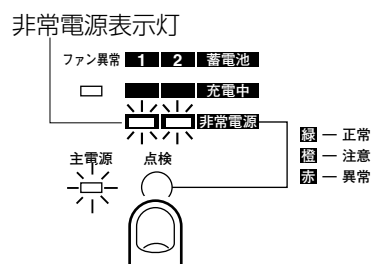 非常電源表示灯
ファン異常 1 2 蓄電池
充電中
非常電源
緑 ― 正常
橙 ― 注意
赤 ― 異常
主電源 点検